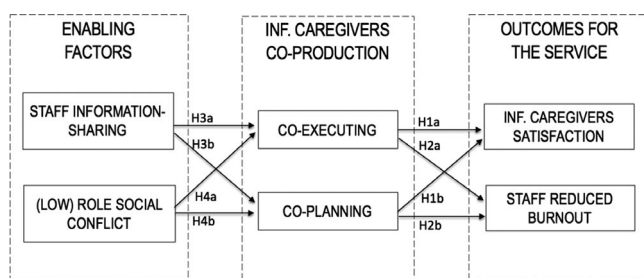 ENABLING
FACTORS
INF. CAREGIVERS
CO-PRODUCTION
OUTCOMES FOR
THE SERVICE
STAFF INFORMATION-
SHARING
H3a
H3b
CO-EXECUTING
H1a
H2a
INF. CAREGIVERS
SATISFACTION
(LOW) ROLE SOCIAL
CONFLICT
H4a
H4b
CO-PLANNING
H1b
H2b
STAFF REDUCED
BURNOUT